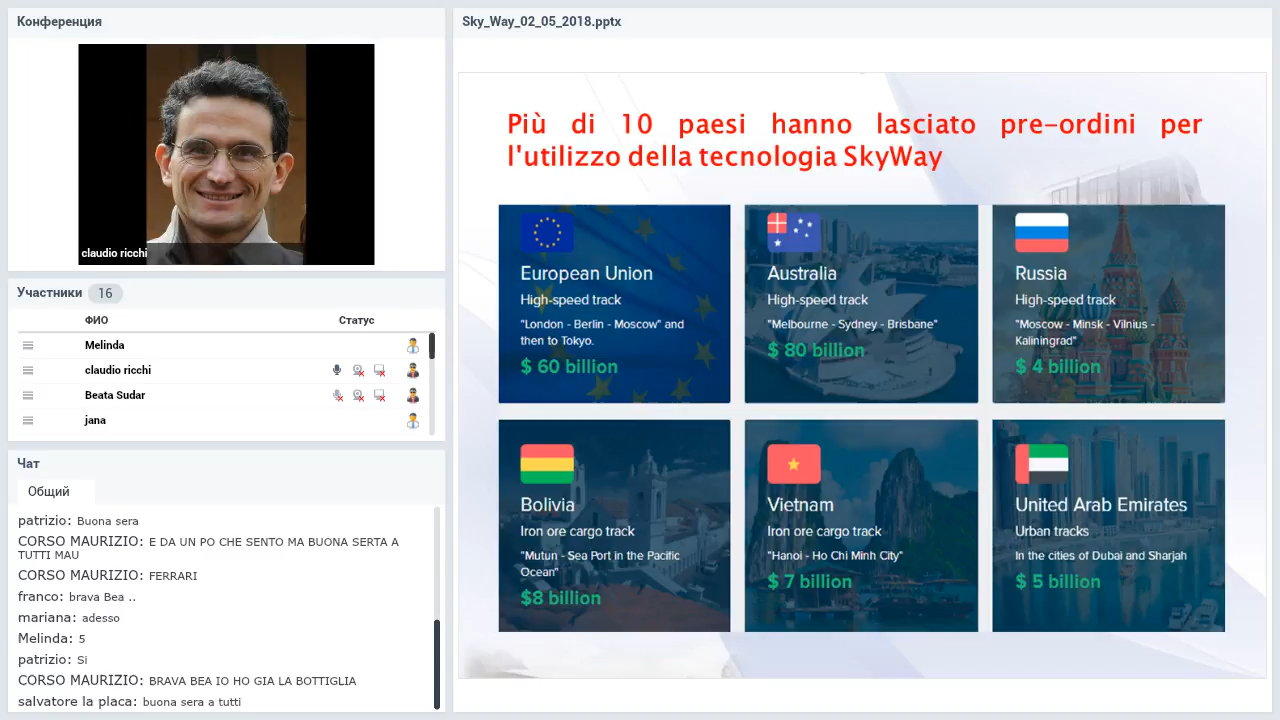 Конференция
claudio ricchi
Участники 16
ФИО Статус
Melinda
claudio ricchi
Beata Sudar
jana
Чат
Общий
patrizio: Buona sera
CORSO MAURIZIO: E DA UN PO CHE SENTO MA BUONA SERTA A
TUTTI MAU
CORSO MAURIZIO: FERRARI
franco: brava Bea ..
mariana: adesso
Melinda: 5
patrizio: Si
CORSO MAURIZIO: BRAVA BEA IO HO GIA LA BOTTIGLIA
salvatore la placa: buona sera a tutti
Sky_Way_02_05_2018.pptx
Più di 10 paesi hanno lasciato pre-ordini per
l'utilizzo della tecnologia SkyWay
European Union
High-speed track
"London - Berlin - Moscow" and
then to Tokyo.
$ 60 billion
Australia
High-speed track
"Melbourne - Sydney - Brisbane"
$ 80 billion
Russia
High-speed track
"Moscow - Minsk - Vilnius -
Kaliningrad"
$ 4 billion
Bolivia
Iron ore cargo track
"Mutun - Sea Port in the Pacific
Ocean"
$8 billion
Vietnam
Iron ore cargo track
"Hanoi - Ho Chi Minh City"
$ 7 billion
United Arab Emirates
Urban tracks
In the cities of Dubai and Sharjah
$ 5 billion